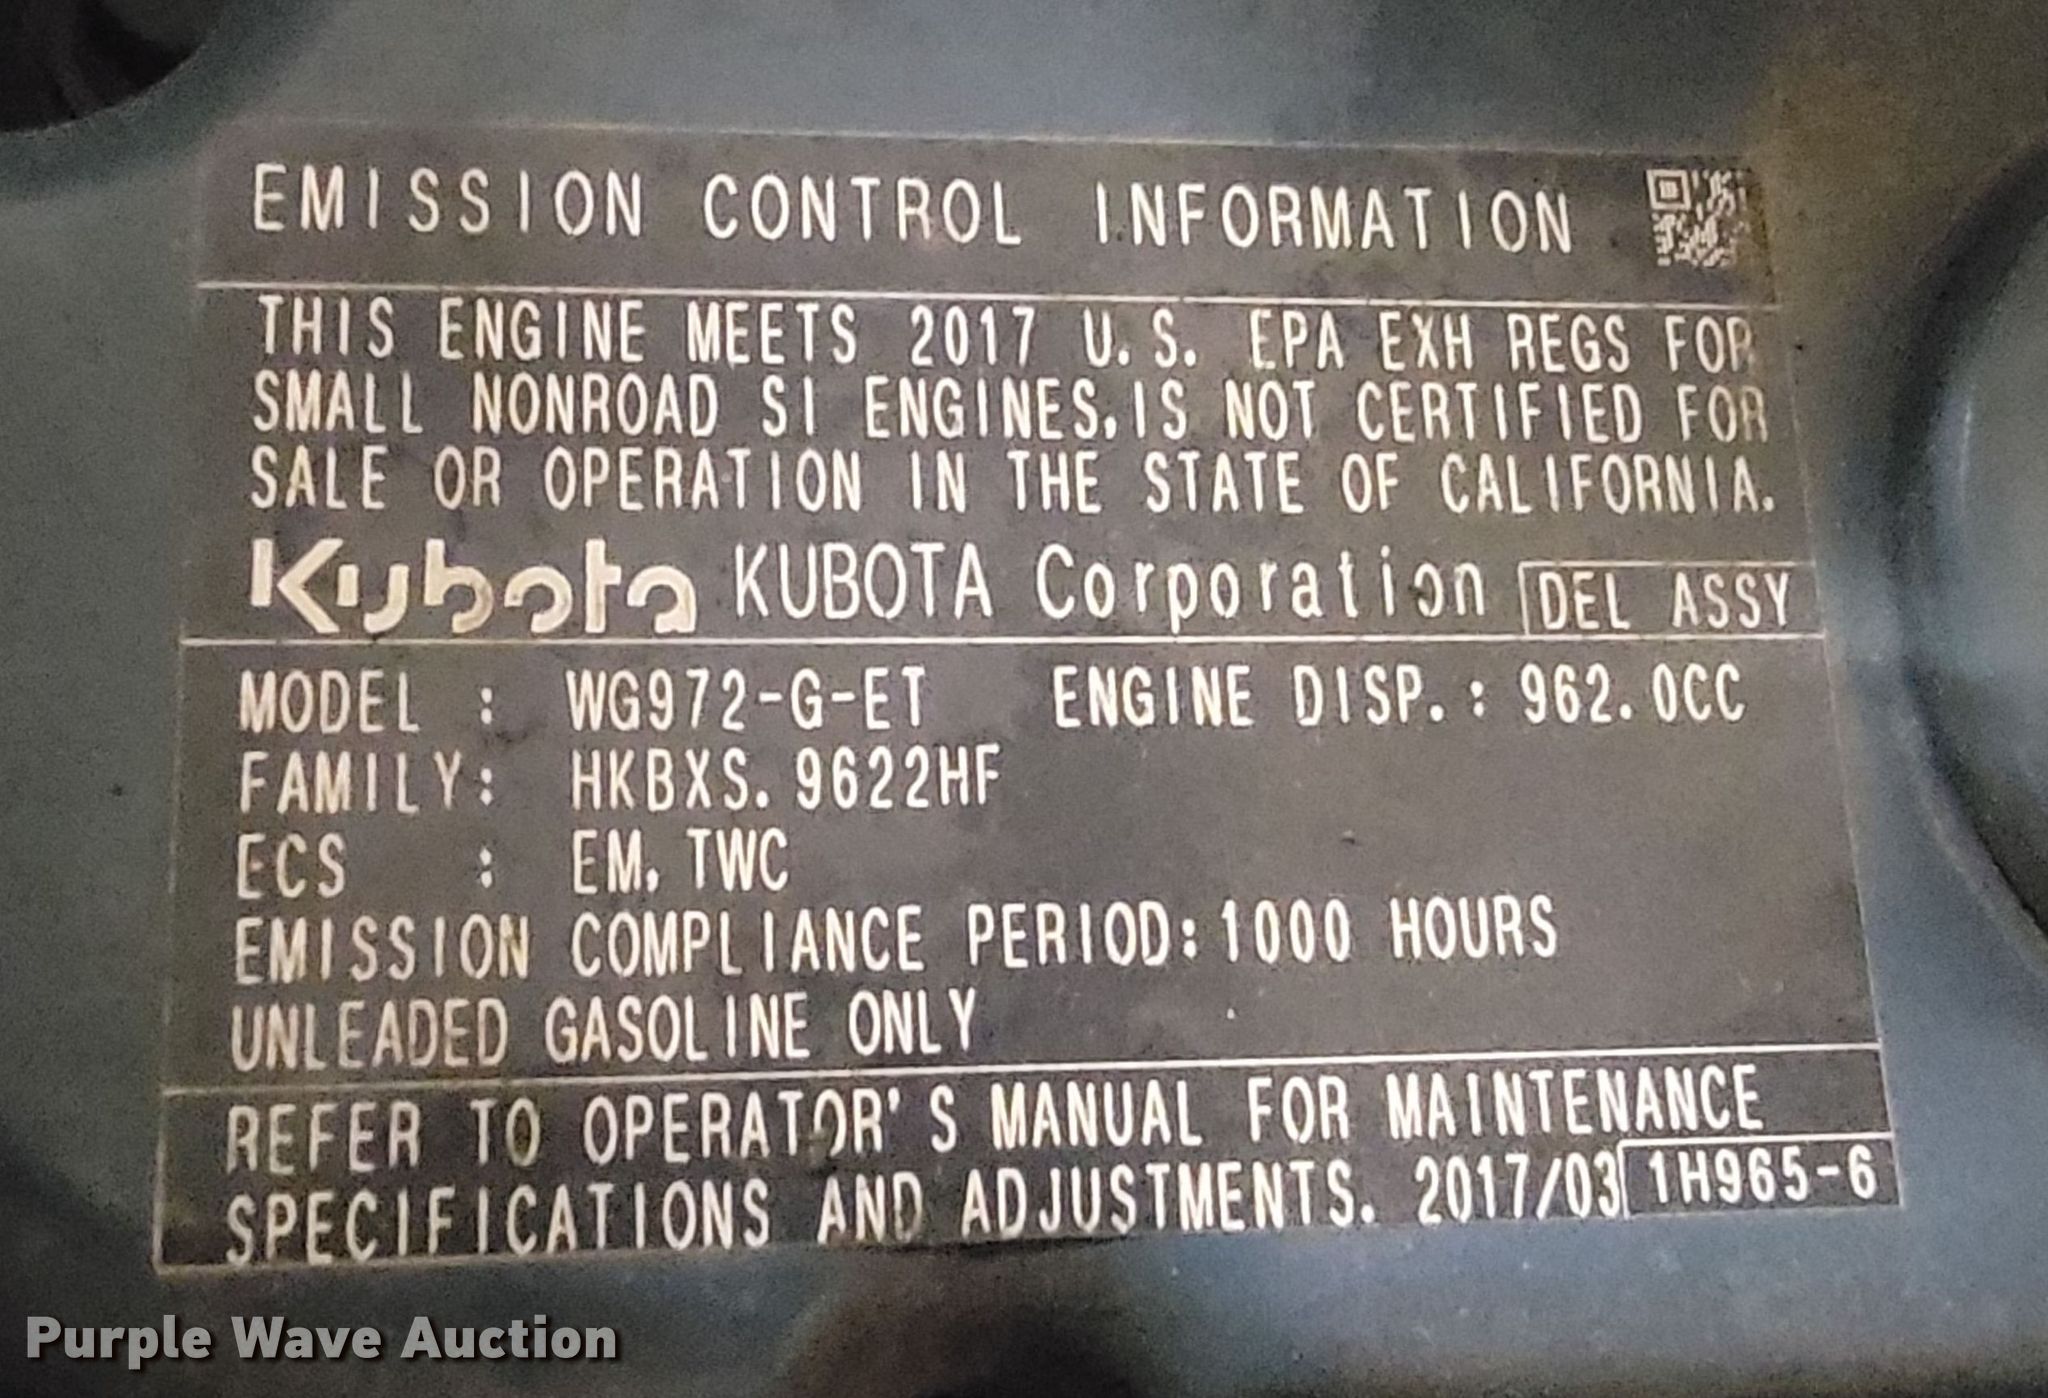 EMISSION CONTROL INFORMATION
THIS ENGINE MEETS 2017 U.S. EPA EXH REGS FOR
SMALL NONROAD SI ENGINES,IS NOT CERTIFIED FOR
SALE OR OPERATION IN THE STATE OF CALIFORNIA.
Kubota KUBOTA Corporation DEL ASSY
MODEL : WG972-G-ET ENGINE DISP.: 962.0CC
FAMILY: HKBXS.9622HF
ECS : EM,TWC
EMISSION COMPLIANCE PERIOD:1000 HOURS
UNLEADED GASOLINE ONLY
REFER TO OPERATOR'S MANUAL FOR MAINTENANCE
SPECIFICATIONS AND ADJUSTMENTS. 2017/03 1H965-6
Purple Wave Auction